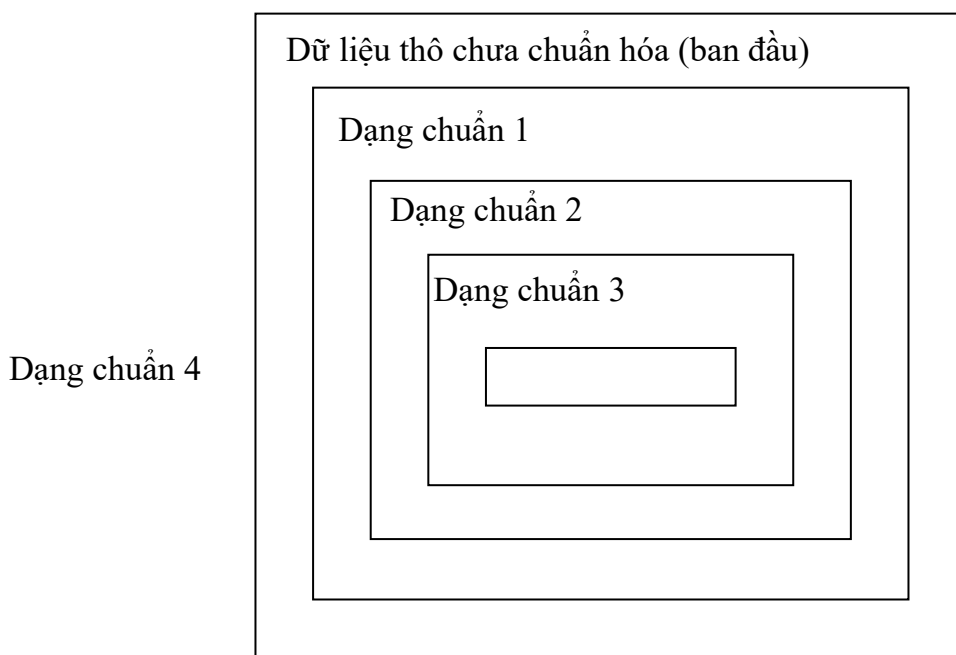 Dữ liệu thô chưa chuẩn hóa (ban đầu)
Dạng chuẩn 1
Dạng chuẩn 2
Dạng chuẩn 3
Dạng chuẩn 4